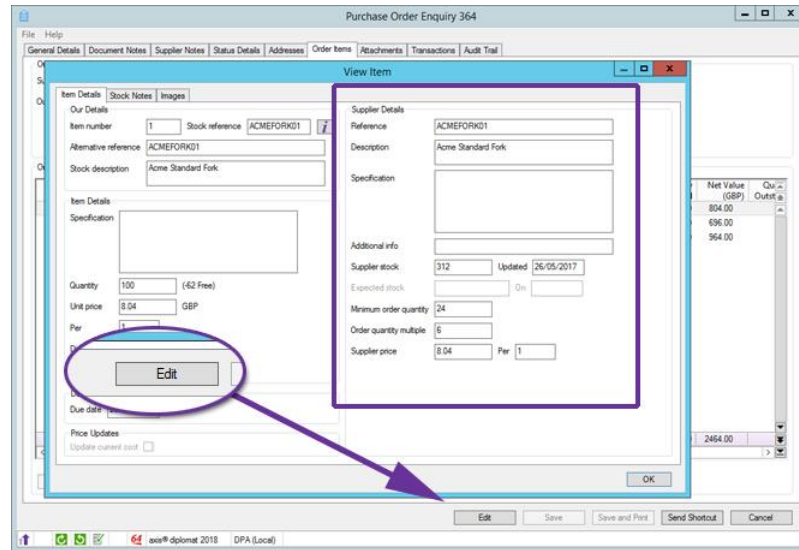 Purchase Order Enquiry 364
File Help
General Details Document Notes Supplier Notes Status Details Addresses Order Items Attachments Transactions Audit Trail
View Item
Item Details Stock Notes Images
Our Details
Item number 1 Stock reference ACMEFORK01 i
Alternative reference ACMEFORK01
Stock description Acme Standard Fork
Item Details
Specification
Quantity 100 (-62 Free)
Unit price 8.04 GBP
Per 1
Edit
Due date
Price Updates
Update current cost
Supplier Details
Reference ACMEFORK01
Description Acme Standard Fork
Specification
Additional info
Supplier stock 312 Updated 26/05/2017
Expected stock On
Minimum order quantity 24
Order quantity multiple 6
Supplier price 8.04 Per 1
OK
Net Value
(GBP)
804.00
696.00
964.00
2464.00
Edit Save Save and Print Send Shortcut Cancel
64 axis® diplomat 2018 DPA (Local)